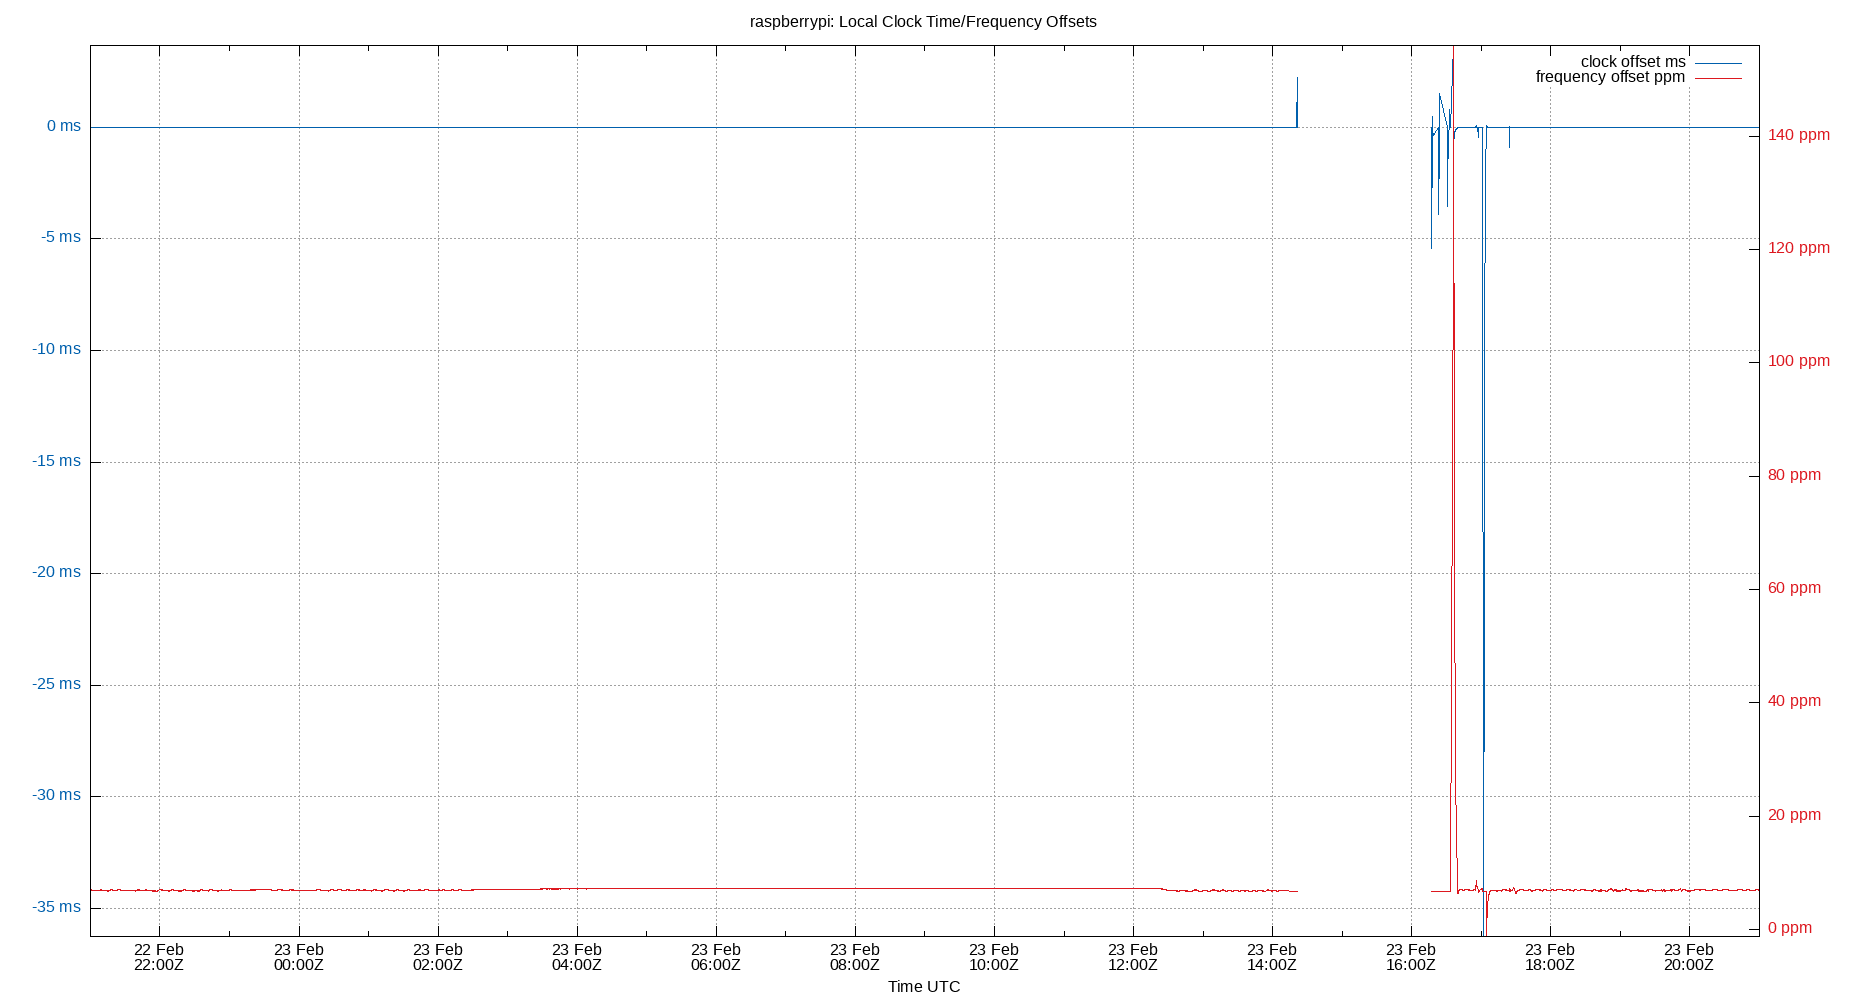 raspberrypi: Local Clock Time/Frequency Offsets
clock offset ms
frequency offset ppm
0 ms
-5 ms
-10 ms
-15 ms
-20 ms
-25 ms
-30 ms
-35 ms
140 ppm
120 ppm
100 ppm
80 ppm
60 ppm
40 ppm
20 ppm
0 ppm
22 Feb 23 Feb 23 Feb 23 Feb 23 Feb 23 Feb 23 Feb 23 Feb 23 Feb 23 Feb 23 Feb 23 Feb
22:00Z 00:00Z 02:00Z 04:00Z 06:00Z 08:00Z 10:00Z 12:00Z 14:00Z 16:00Z 18:00Z 20:00Z
Time UTC